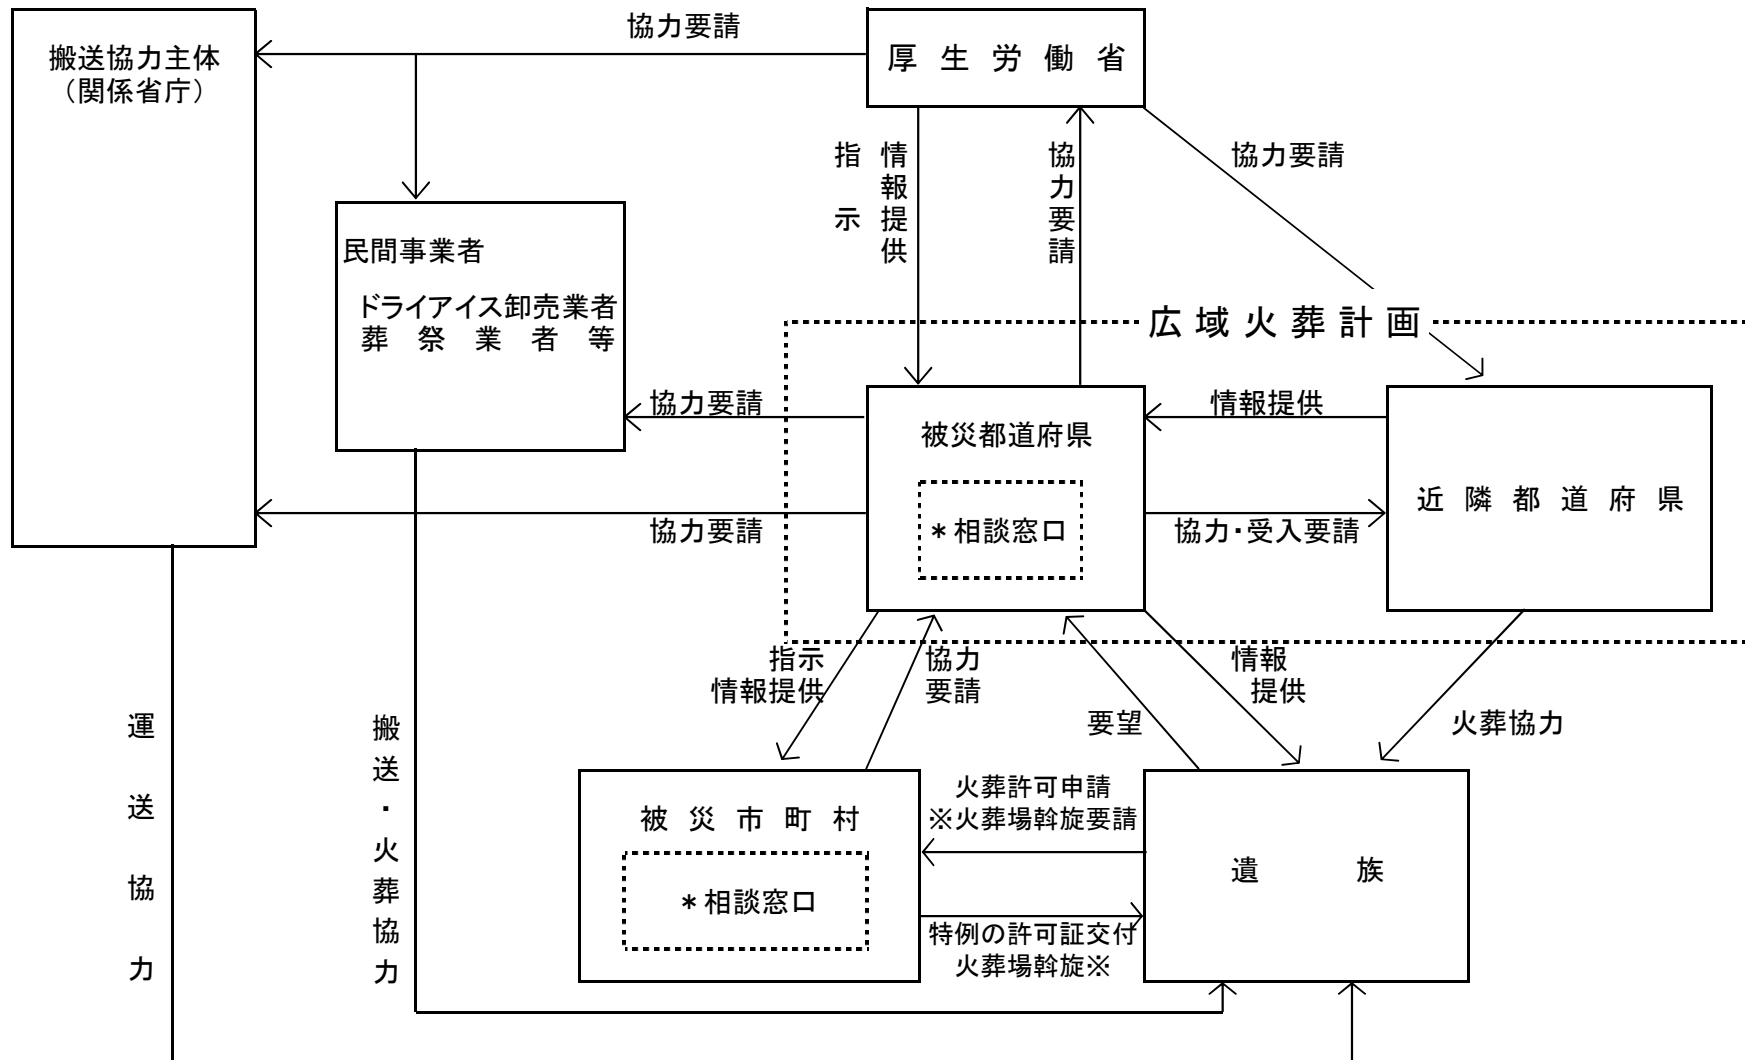 協力要請
搬送協力主体
（関係省庁）
厚生労働省
指示
情報提供
協力要請
協力要請
民間事業者
ドライアイス卸売業者
葬祭業者等
広域火葬計画
協力要請
情報提供
被災都道府県
近隣都道府県
＊相談窓口
協力要請
協力・受入要請
指示
情報提供
協力
要請
情報
提供
要望
火葬協力
運送協力
搬送・火葬協力
被災市町村
＊相談窓口
火葬許可申請
※火葬場斡旋要請
遺族
特例の許可証交付
火葬場斡旋※